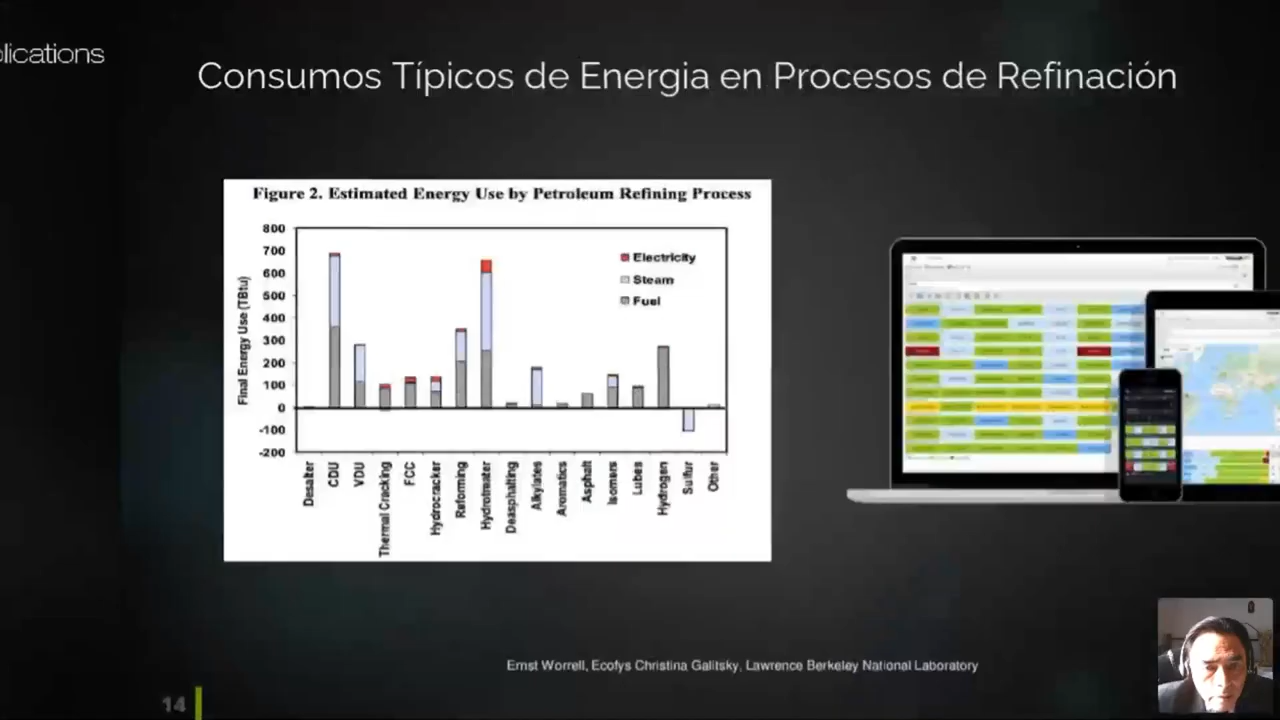 lications
Consumos Típicos de Energia en Procesos de Refinación
Figure 2. Estimated Energy Use by Petroleum Refining Process
800
700
600
500
400
300
200
100
0
-100
-200
Final Energy Use (TBtu)
Electricity
Steam
Fuel
Desalter
CDU
VDU
Thermal Cracking
FCC
Hydrocracker
Reforming
Hydrotreater
Deasphalting
Alkylates
Aromatics
Asphalt
Isomers
Lubes
Hydrogen
Sulfur
Other
Ernst Worrell, Ecofys Christina Galitsky, Lawrence Berkeley National Laboratory
14